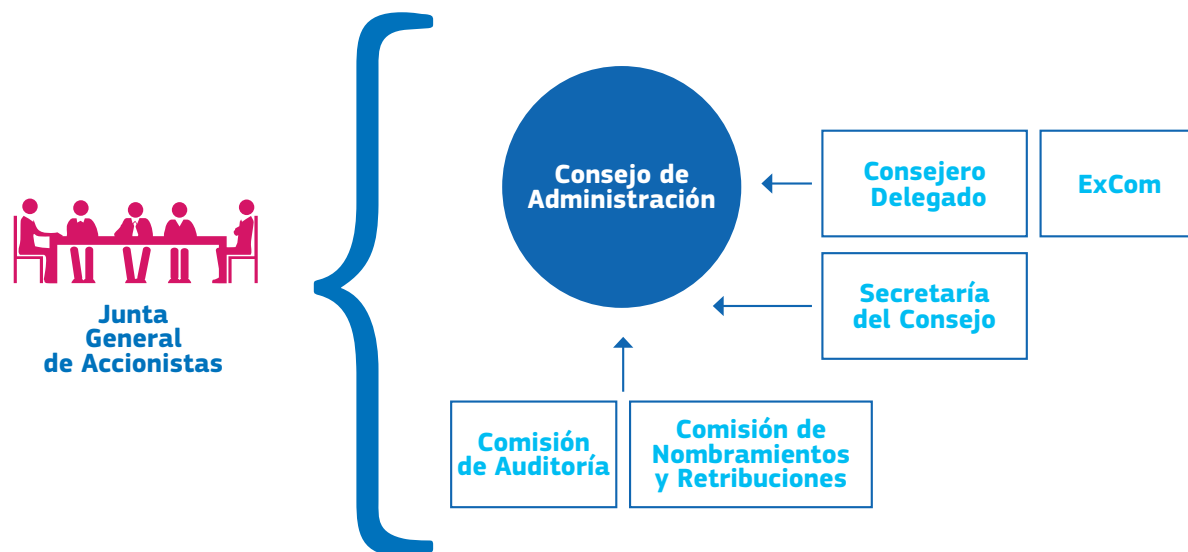 Junta
General
de Accionistas
Consejo de
Administración
Consejero
Delegado
ExCom
Secretaría
del Consejo
Comisión
de Auditoría
Comisión de
Nombramientos
y Retribuciones